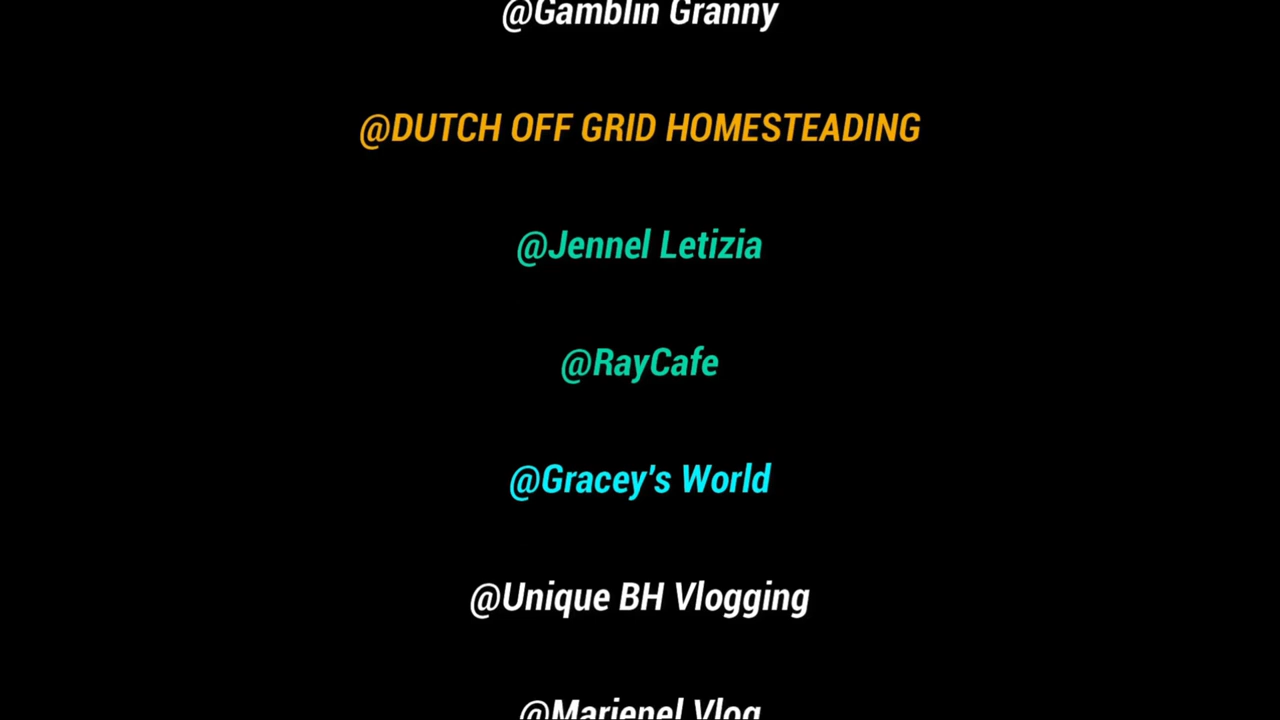 @Gamblin Granny
@DUTCH OFF GRID HOMESTEADING
@Jennel Letizia
@RayCafe
@Gracey's World
@Unique BH Vlogging
@Marienel Vlog